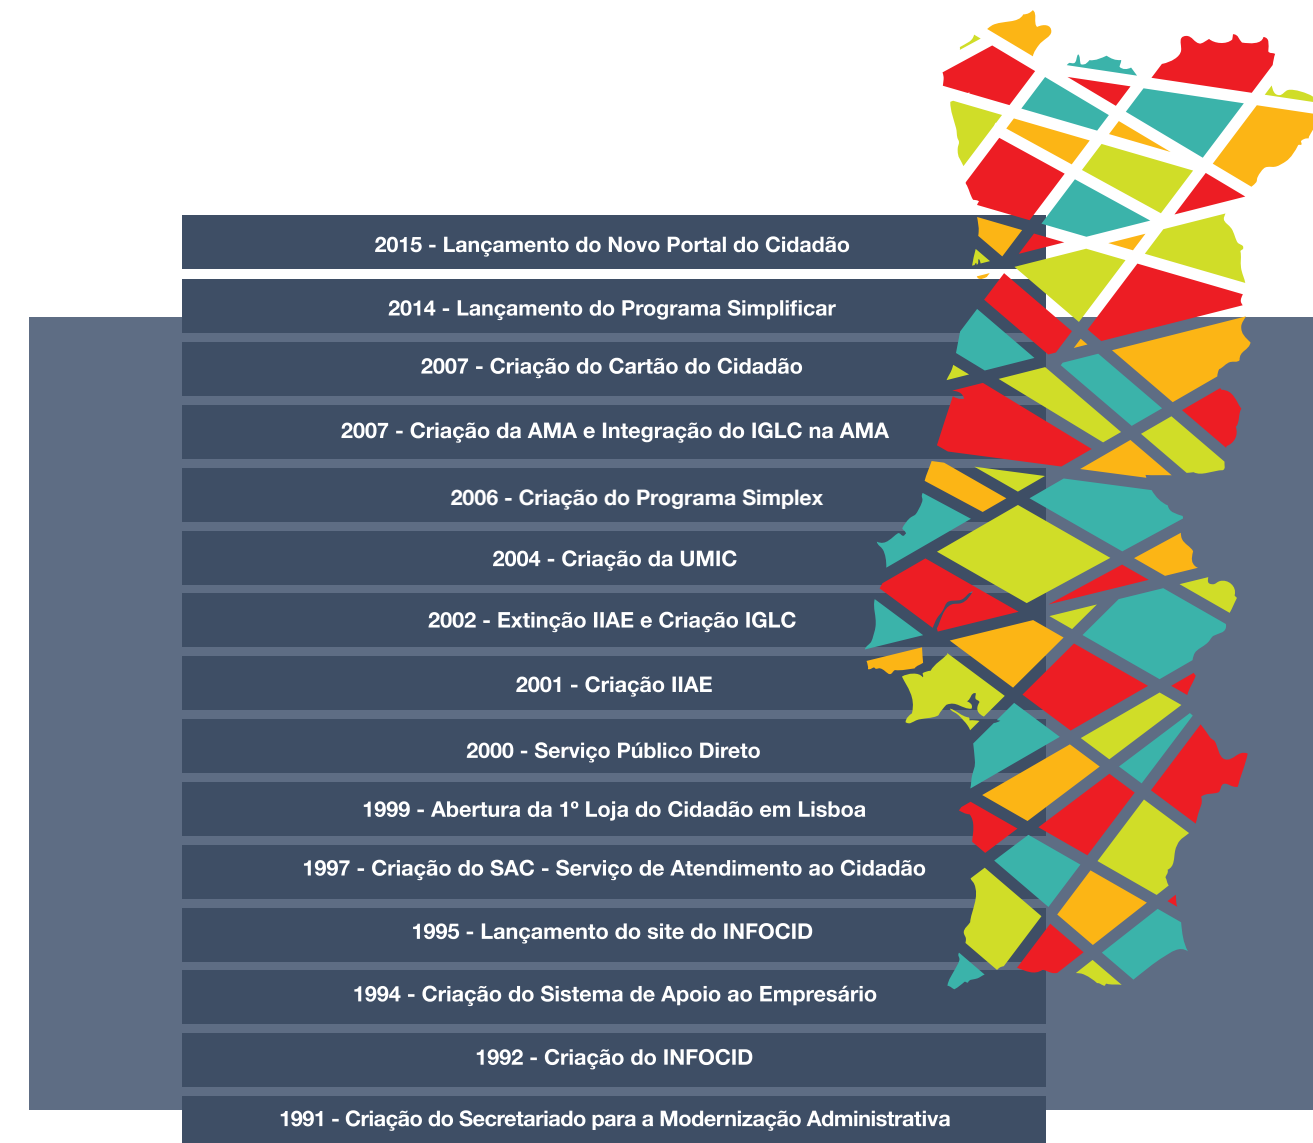 2015 - Lançamento do Novo Portal do Cidadão
2014 - Lançamento do Programa Simplificar
2007 - Criação do Cartão do Cidadão
2007 - Criação da AMA e Integração do IGLC na AMA
2006 - Criação do Programa Simplex
2004 - Criação da UMIC
2002 - Extinção IIAE e Criação IGLC
2001 - Criação IIAE
2000 - Serviço Público Direto
1999 - Abertura da 1º Loja do Cidadão em Lisboa
1997 - Criação do SAC - Serviço de Atendimento ao Cidadão
1995 - Lançamento do site do INFOCID
1994 - Criação do Sistema de Apoio ao Empresário
1992 - Criação do INFOCID
1991 - Criação do Secretariado para a Modernização Administrativa